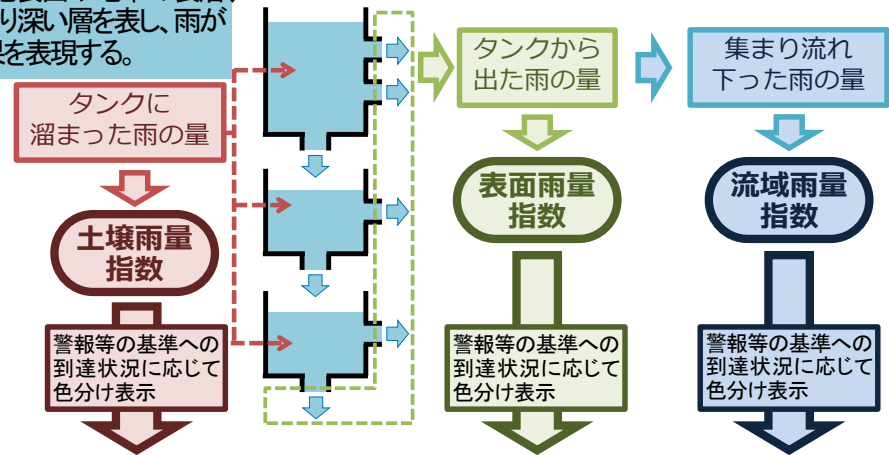 り深い層を表し、雨が
を表現する。
タンクに
溜まった雨の量
土壌雨量
指数
警報等の基準への
到達状況に応じて
色分け表示
タンクから
出た雨の量
表面雨量
指数
警報等の基準への
到達状況に応じて
色分け表示
集まり流れ
下った雨の量
流域雨量
指数
警報等の基準への
到達状況に応じて
色分け表示